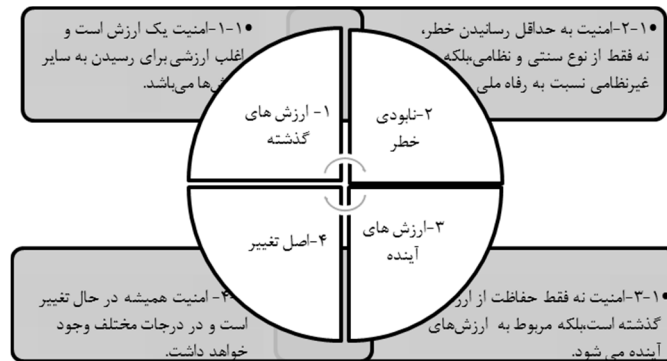 ۱-۱-امنیت یک ارزش است و
اغلب ارزشی برای رسیدن به سایر
می‌باشد.
۱-۲-امنیت به حداقل رسانیدن خطر،
نه فقط از نوع سنتی و نظامی،بلکه
غیرنظامی نسبت به رفاه ملی
۱- ارزش های
گذشته
۲-نابودی
خطر
۳-ارزش های
آینده
۴-اصل تغییر
۱-۳-امنیت نه فقط حفاظت از
گذشته است،بلکه مربوط به ارزش‌های
آینده می شود.
امنیت همیشه در حال تغییر
است و در درجات مختلف وجود
خواهد داشت.